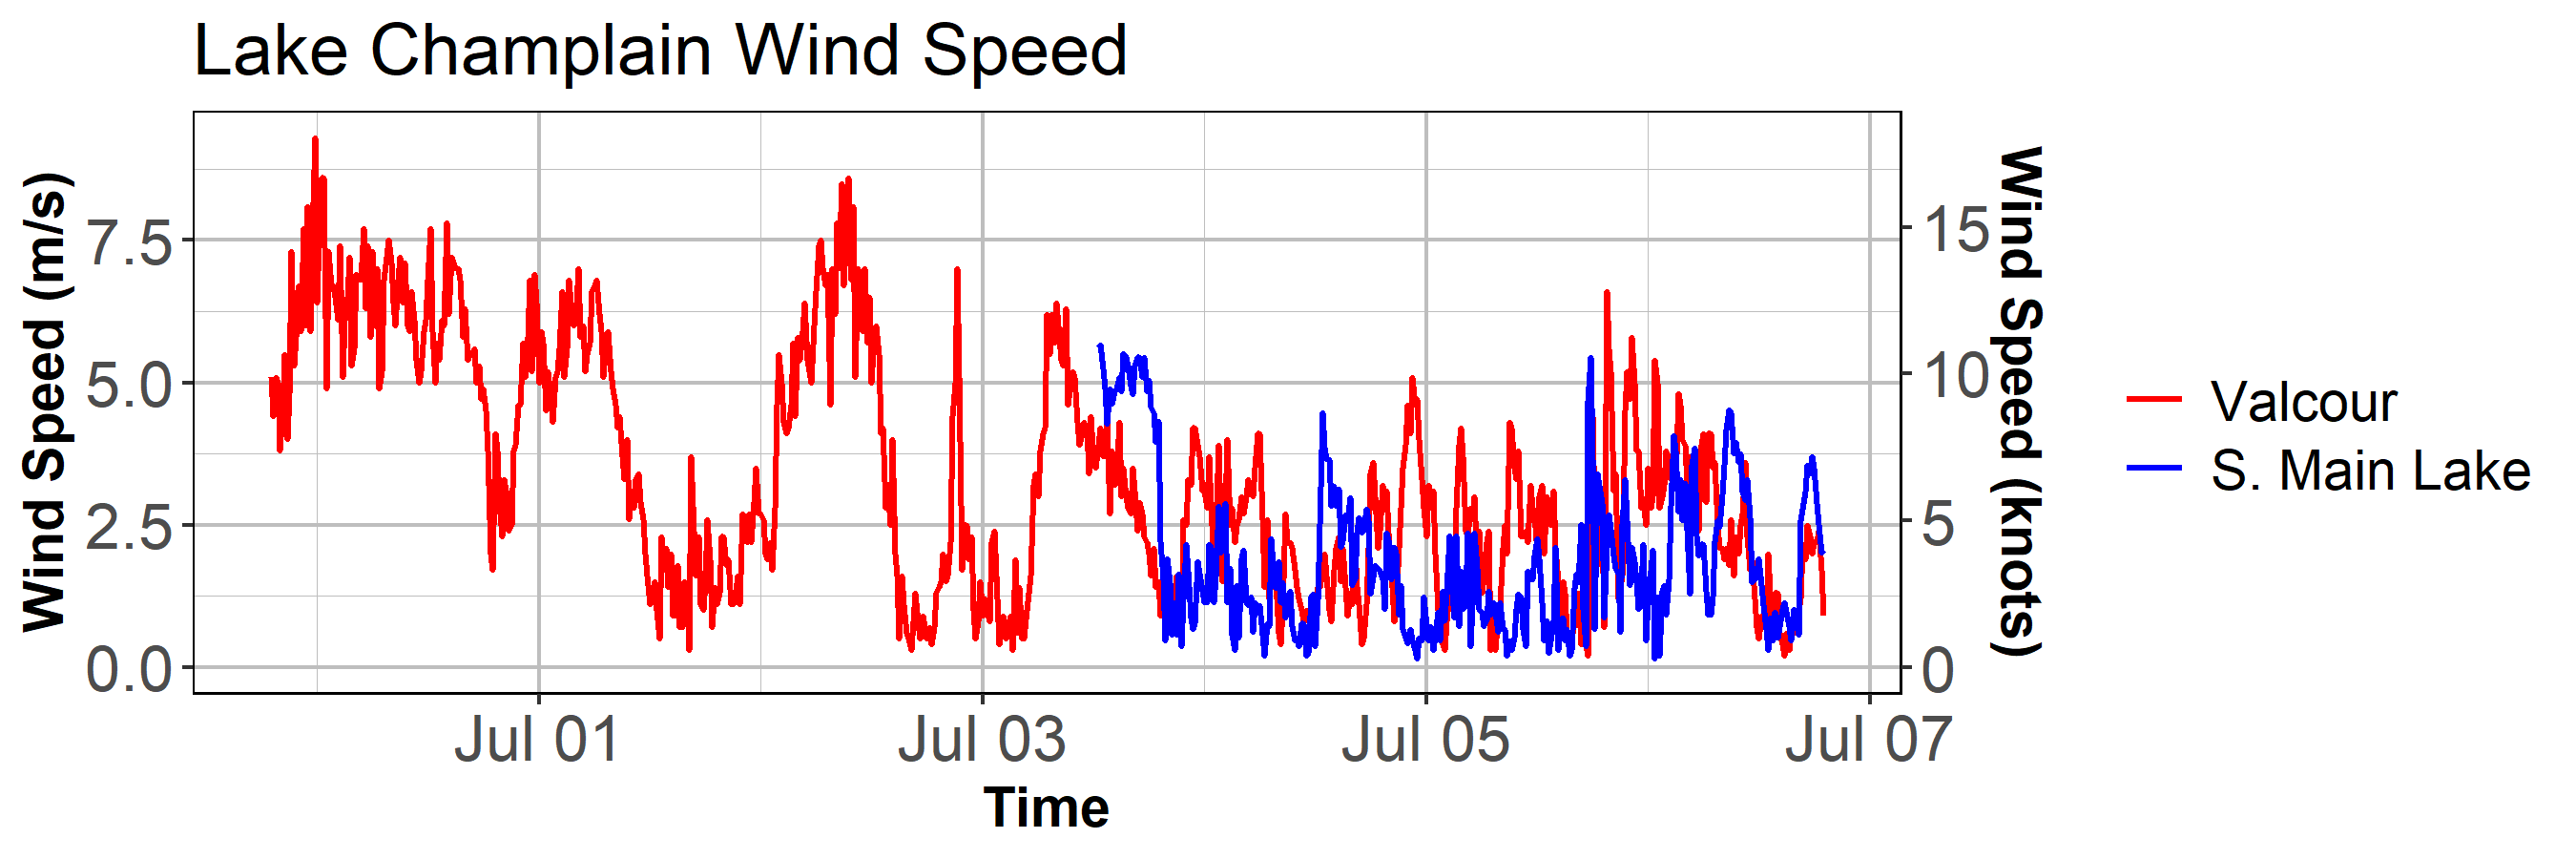 Lake Champlain Wind Speed
Wind Speed (m/s)
7.5
5.0
2.5
0.0
15
10
5
0
Wind Speed (knots)
Valcour
S. Main Lake
Jul 01 Jul 03 Jul 05 Jul 07
Time